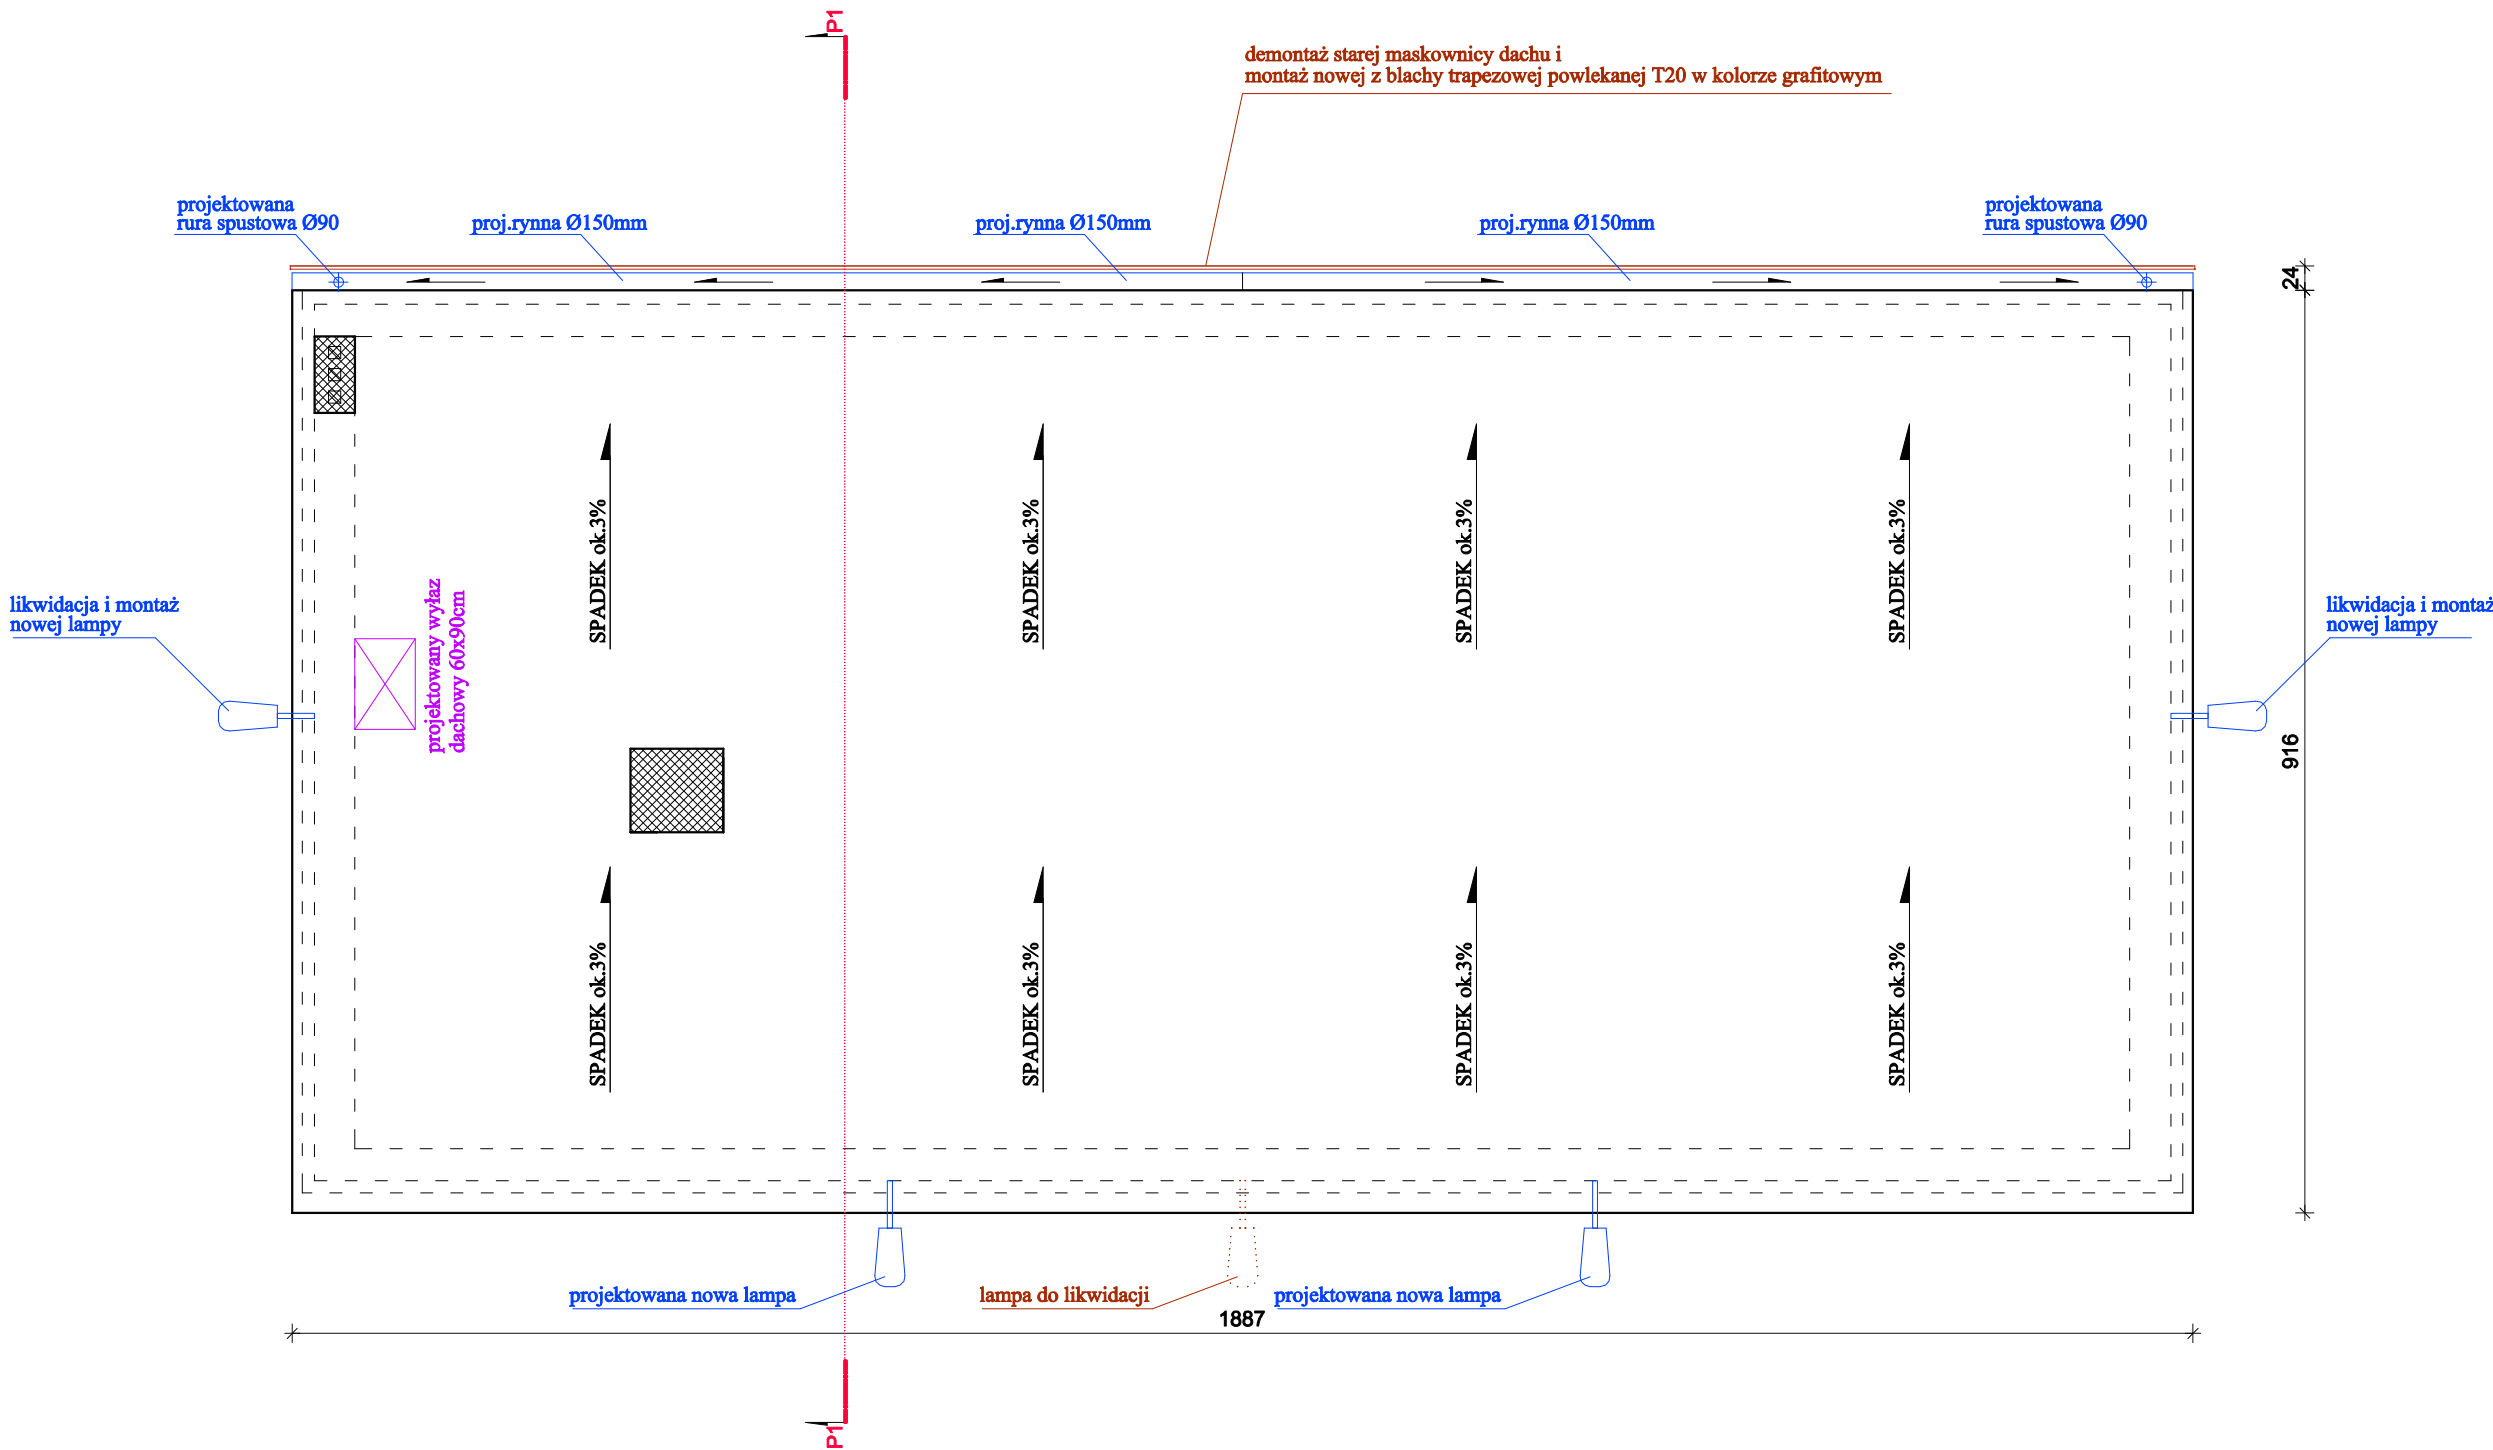 P1
demontaż starej maskownicy dachu i
montaż nowej z blachy trapezowej powlekanej T20 w kolorze grafitowym
projektowana
rura spustowa Ø90
proj.rynna Ø150mm
proj.rynna Ø150mm
proj.rynna Ø150mm
projektowana
rura spustowa Ø90
24
SPADEK ok.3%
SPADEK ok.3%
SPADEK ok.3%
SPADEK ok.3%
likwidacja i montaż
nowej lampy
projektowany wyłaz
dachowy 60x90cm
likwidacja i montaż
nowej lampy
916
SPADEK ok.3%
SPADEK ok.3%
SPADEK ok.3%
SPADEK ok.3%
projektowana nowa lampa
lampa do likwidacji
projektowana nowa lampa
1887
P1